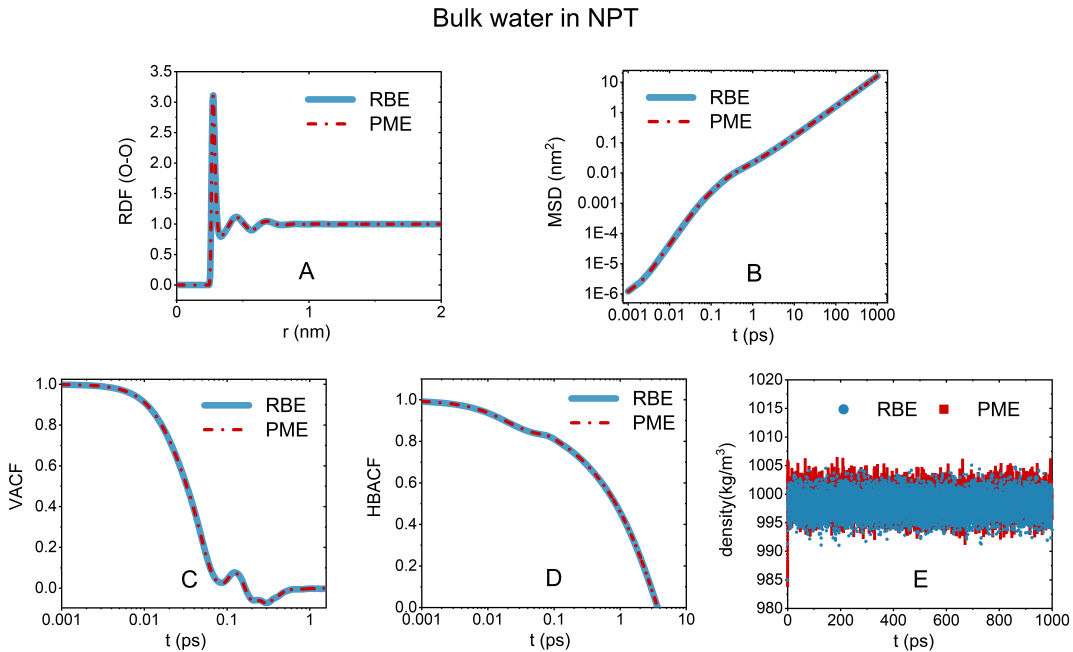 Bulk water in NPT
3.5
3.0
2.5
2.0
1.5
1.0
0.5
0.0
RDF (O-O)
RBE
PME
A
0
1
2
r (nm)
10
1
0.1
0.01
0.001
1E-4
1E-5
1E-6
MSD (nm²)
RBE
PME
B
0.001
0.01
0.1
1
10
100
1000
t (ps)
1.0
0.8
0.6
0.4
0.2
0.0
VACF
RBE
PME
C
0.001
0.01
0.1
1
t (ps)
1.0
0.8
0.6
0.4
0.2
0.0
HBACF
RBE
PME
D
0.001
0.01
0.1
1
10
t (ps)
1020
1015
1010
1005
1000
995
990
985
980
density(kg/m³)
RBE
PME
E
0
200
400
600
800
1000
t (ps)